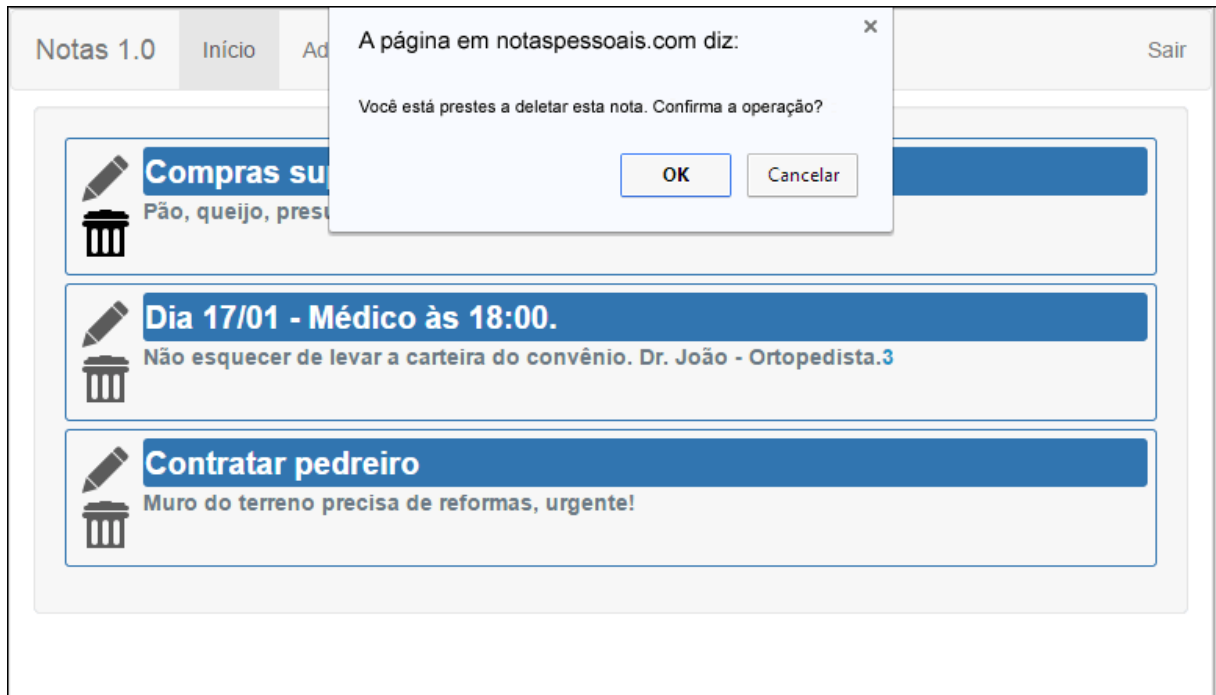 Notas 1.0 Início Ad Sair
A página em notaspessoais.com diz:
×
Você está prestes a deletar esta nota. Confirma a operação?
OK Cancelar
Compras su
Pão, queijo, pres
Dia 17/01 - Médico às 18:00.
Não esquecer de levar a carteira do convênio. Dr. João - Ortopedista.3
Contratar pedreiro
Muro do terreno precisa de reformas, urgente!